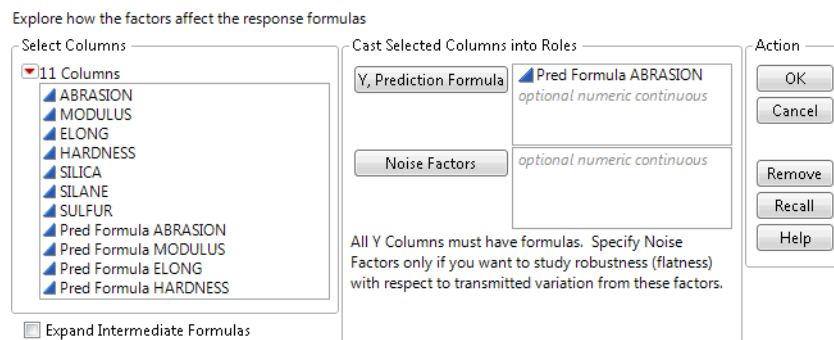 Explore how the factors affect the response formulas
Select Columns
11 Columns
ABRASION
MODULUS
ELONG
HARDNESS
SILICA
SILANE
SULFUR
Pred Formula ABRASION
Pred Formula MODULUS
Pred Formula ELONG
Pred Formula HARDNESS
Expand Intermediate Formulas
Cast Selected Columns into Roles
Y, Prediction Formula
Pred Formula ABRASION
optional numeric continuous
Noise Factors
optional numeric continuous
All Y Columns must have formulas. Specify Noise
Factors only if you want to study robustness (flatness)
with respect to transmitted variation from these factors.
Action
OK
Cancel
Remove
Recall
Help